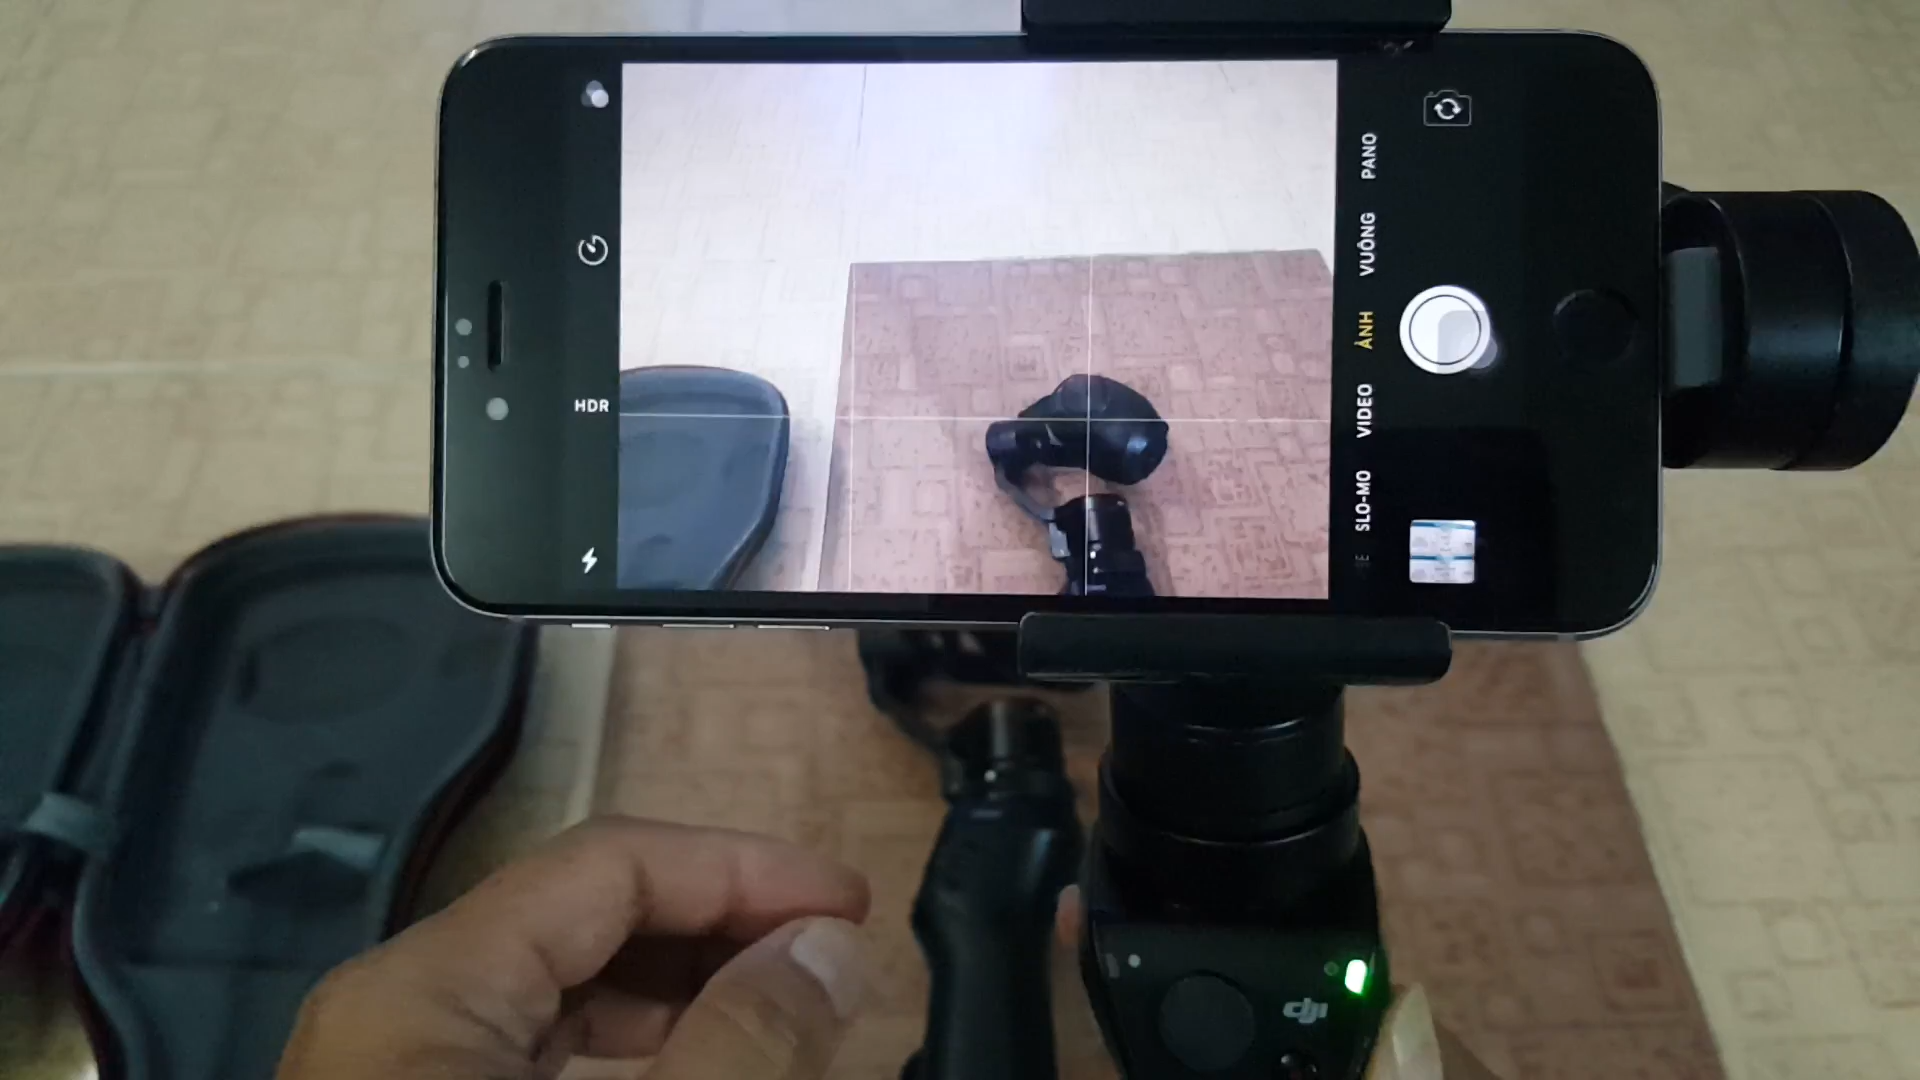 HDR
PANO
VUÔNG
ẢNH
VIDEO
SLO-MO
dji